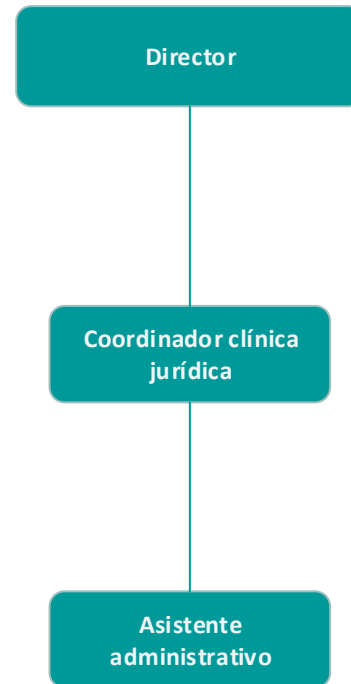 Director
Coordinador clínica
jurídica
Asistente
administrativo